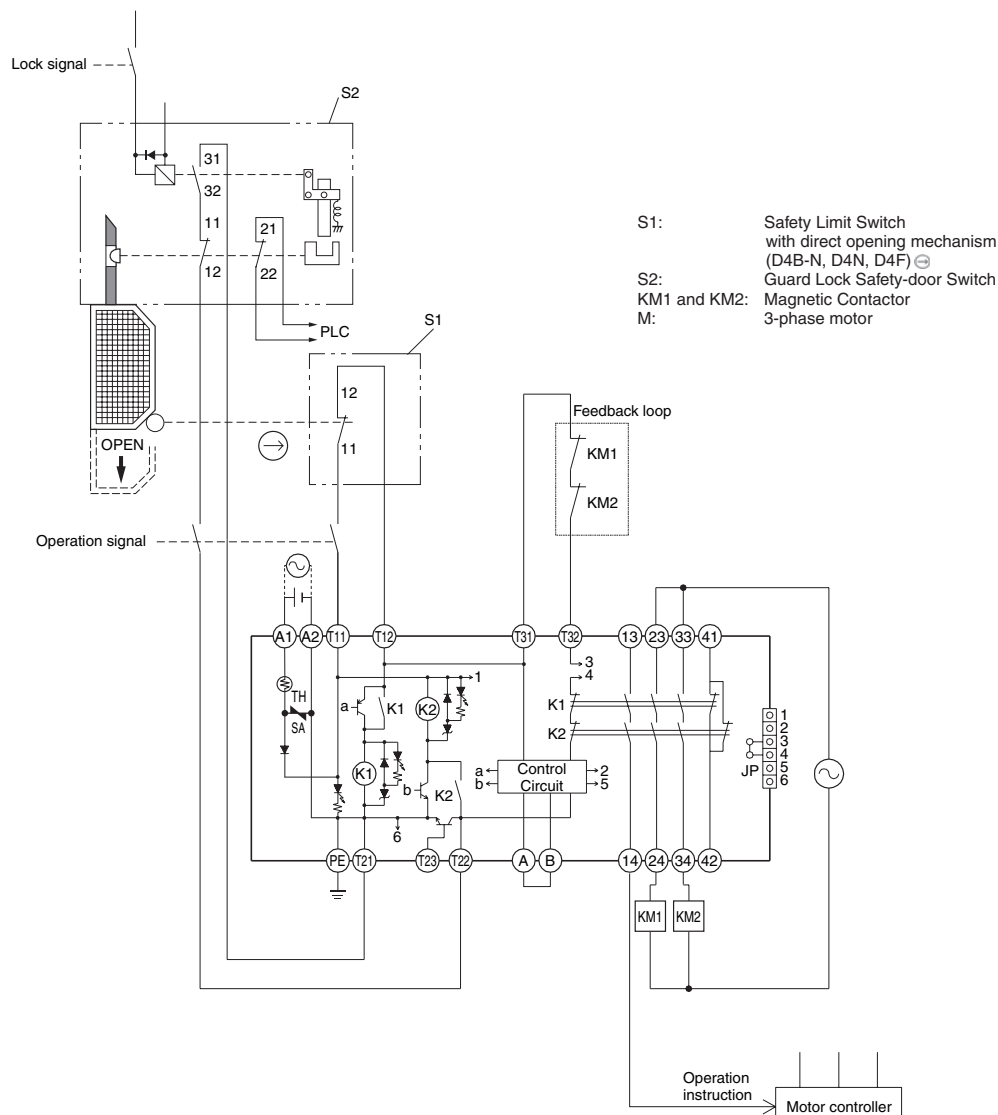 Lock signal
S2
31
32
11
12
21
22
PLC
S1:
Safety Limit Switch
with direct opening mechanism
(D4B-N, D4N, D4F)
S2:
Guard Lock Safety-door Switch
KM1 and KM2:
Magnetic Contactor
M:
3-phase motor
S1
12
11
OPEN
Feedback loop
KM1
KM2
Operation signal
A1
A2
T11
T12
T31
T32
13
23
33
41
1
3
4
TH
SA
a
K1
K2
K1
K2
K1
b
K2
a
b
Control
Circuit
2
5
6
JP
1
2
3
4
5
6
PE
T21
T23
T22
A
B
14
24
34
42
KM1
KM2
Operation
instruction
Motor controller